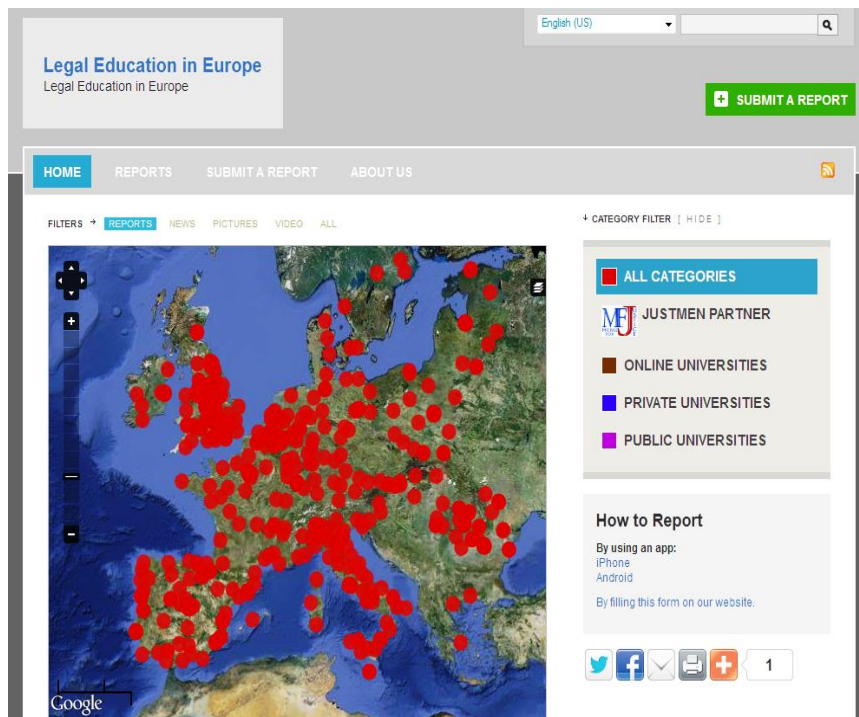 English (US)
Legal Education in Europe
Legal Education in Europe
+ SUBMIT A REPORT
HOME REPORTS SUBMIT A REPORT ABOUT US
FILTERS → REPORTS NEWS PICTURES VIDEO ALL
↓ CATEGORY FILTER [ HIDE ]
ALL CATEGORIES
MFJ JUSTMEN PARTNER
ONLINE UNIVERSITIES
PRIVATE UNIVERSITIES
PUBLIC UNIVERSITIES
How to Report
By using an app:
iPhone
Android
By filling this form on our website.
1
Google